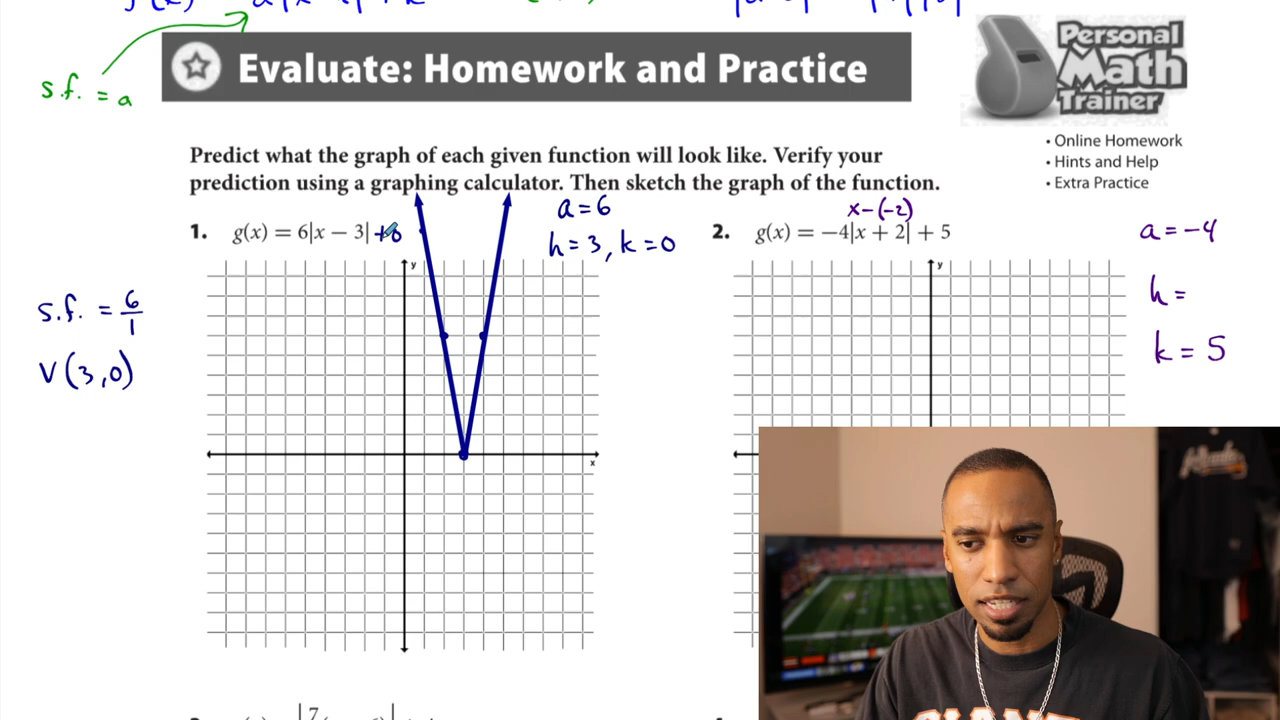 s.f. = a
Evaluate: Homework and Practice
Personal
Math
Trainer
• Online Homework
• Hints and Help
• Extra Practice
Predict what the graph of each given function will look like. Verify your
prediction using a graphing calculator. Then sketch the graph of the function.
1. g(x) = 6|x − 3| +0
a = 6
h = 3, k = 0
s.f. = 6/1
V(3,0)
y
x
x-(-2)
2. g(x) = −4|x + 2| + 5
a = -4
h =
k = 5
y